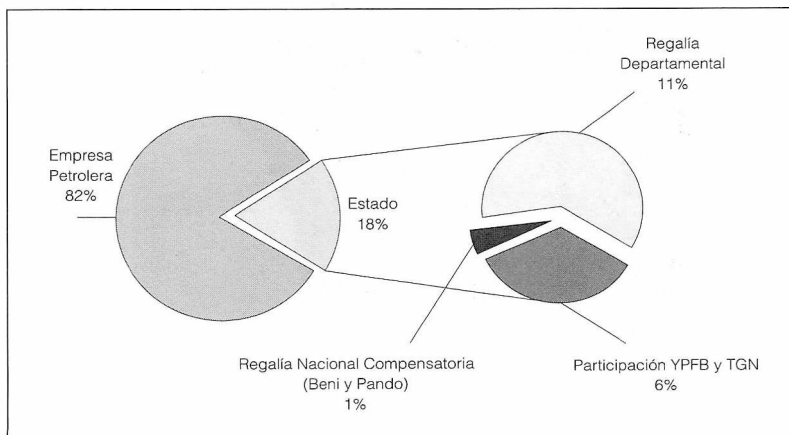 Regalía
Departamental
11%
Empresa
Petrolera
82%
Estado
18%
Regalía Nacional Compensatoria
(Beni y Pando)
1%
Participación YPFB y TGN
6%